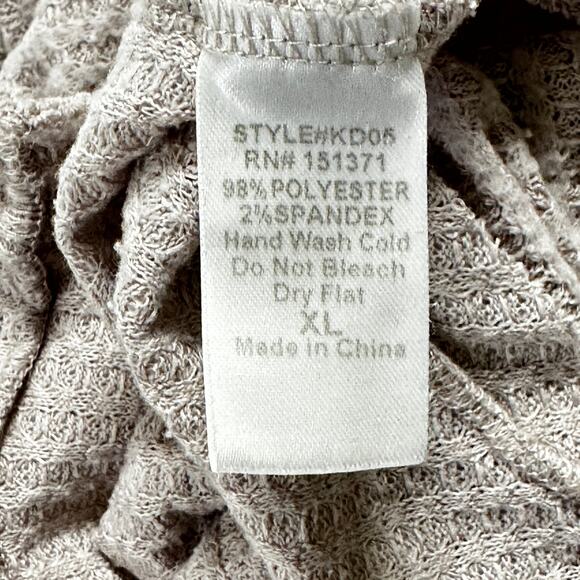 STYLE#KD05
RN# 151371
98%POLYESTER
2%SPANDEX
Hand Wash Cold
Do Not Bleach
Dry Flat
XL
Made in China